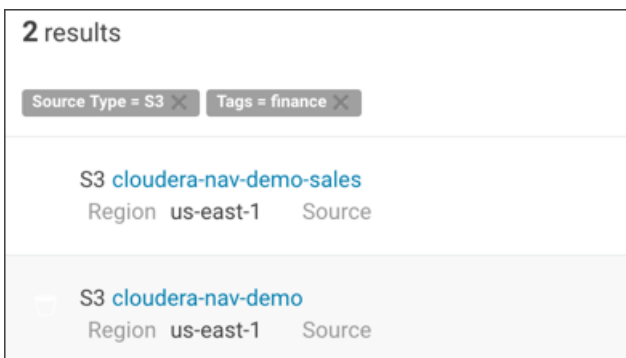 2 results
Source Type = S3 Tags = finance
S3 cloudera-nav-demo-sales
Region us-east-1 Source
S3 cloudera-nav-demo
Region us-east-1 Source